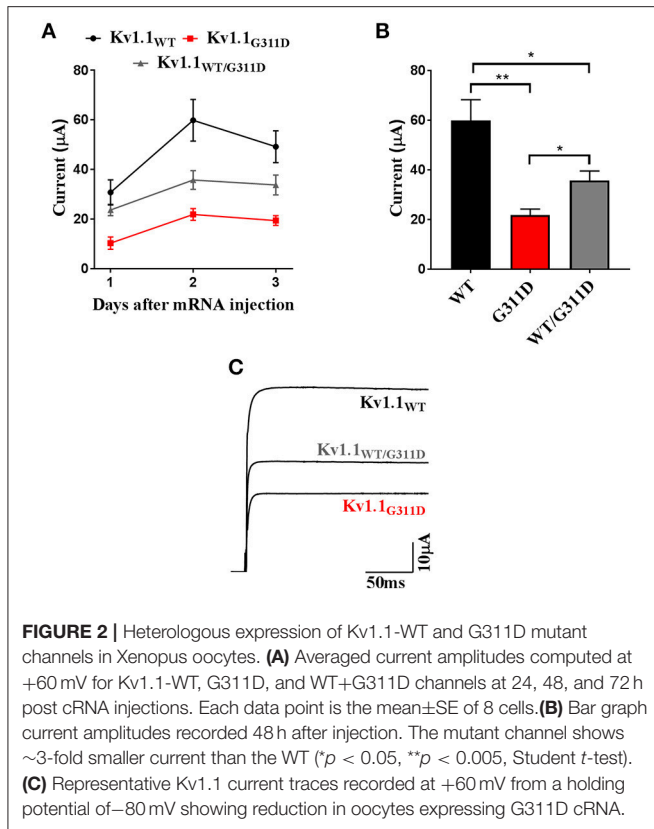 A
B
Kv1.1WT Kv1.1G311D
Kv1.1WT/G311D
80
60
40
20
0
Current (µA)
1 2 3
Days after mRNA injection
80
60
40
20
0
Current (µA)
*
**
*
WT
G311D
WT/G311D
C
Kv1.1WT
Kv1.1WT/G311D
Kv1.1G311D
10µA
50ms
FIGURE 2 | Heterologous expression of Kv1.1-WT and G311D mutant
channels in Xenopus oocytes. (A) Averaged current amplitudes computed at
+60 mV for Kv1.1-WT, G311D, and WT+G311D channels at 24, 48, and 72 h
post cRNA injections. Each data point is the mean±SE of 8 cells.(B) Bar graph
current amplitudes recorded 48 h after injection. The mutant channel shows
~3-fold smaller current than the WT (*p < 0.05, **p < 0.005, Student t-test).
(C) Representative Kv1.1 current traces recorded at +60 mV from a holding
potential of−80 mV showing reduction in oocytes expressing G311D cRNA.